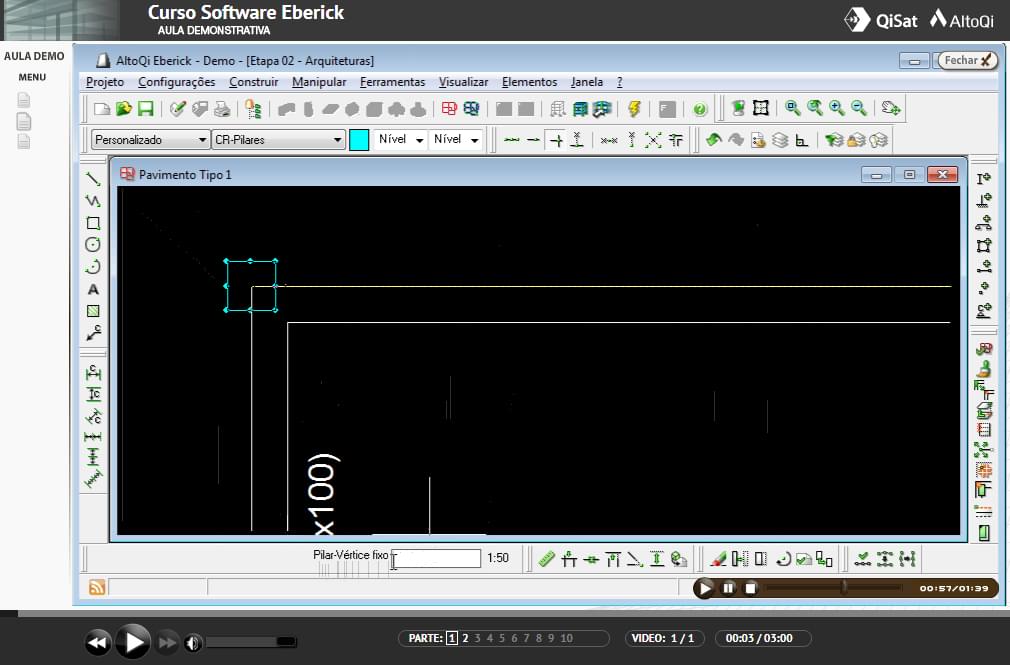 Curso Software Eberick
AULA DEMONSTRATIVA
QiSat
AltoQi
AULA DEMO
MENU
AltoQi Eberick - Demo - [Etapa 02 - Arquiteturas]
Fechar
Projeto Configurações Construir Manipular Ferramentas Visualizar Elementos Janela ?
Personalizado CR-Pilares Nível Nível
Pavimento Tipo 1
x100)
Pilar-Vértice fixo
1:50
00:57/01:39
PARTE: 1 2 3 4 5 6 7 8 9 10
VIDEO: 1 / 1
00:03 / 03:00